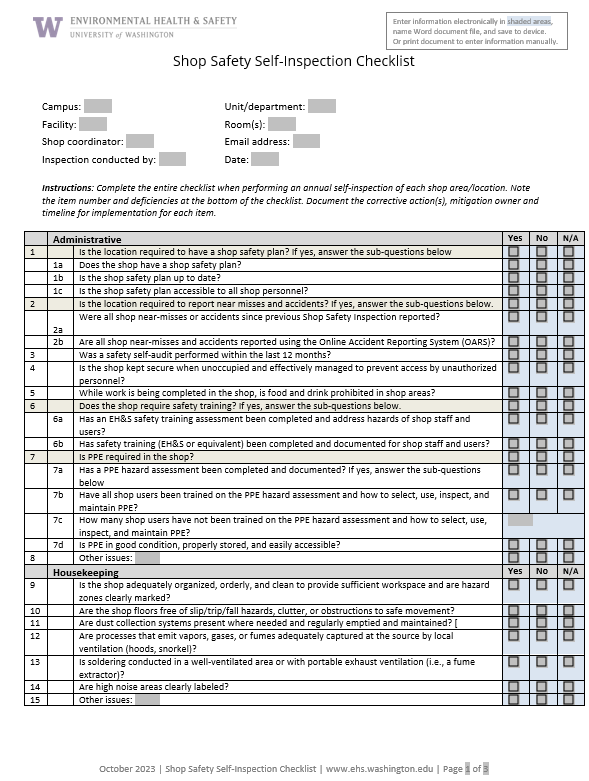 W ENVIRONMENTAL HEALTH & SAFETY
UNIVERSITY of WASHINGTON
Enter information electronically in shaded areas,
name Word document file, and save to device.
Or print document to enter information manually.
Shop Safety Self-Inspection Checklist
Campus: Unit/department:
Facility: Room(s):
Shop coordinator: Email address:
Inspection conducted by: Date:
Instructions: Complete the entire checklist when performing an annual self-inspection of each shop area/location. Note
the item number and deficiencies at the bottom of the checklist. Document the corrective action(s), mitigation owner and
timeline for implementation for each item.
Administrative Yes No N/A
1 Is the location required to have a shop safety plan? If yes, answer the sub-questions below
1a Does the shop have a shop safety plan?
1b Is the shop safety plan up to date?
1c Is the shop safety plan accessible to all shop personnel?
2 Is the location required to report near misses and accidents? If yes, answer the sub-questions below.
Were all shop near-misses or accidents since previous Shop Safety Inspection reported?
2a
2b Are all shop near-misses and accidents reported using the Online Accident Reporting System (OARS)?
3 Was a safety self-audit performed within the last 12 months?
4 Is the shop kept secure when unoccupied and effectively managed to prevent access by unauthorized
personnel?
5 While work is being completed in the shop, is food and drink prohibited in shop areas?
6 Does the shop require safety training? If yes, answer the sub-questions below.
6a Has an EH&S safety training assessment been completed and address hazards of shop staff and
users?
6b Has safety training (EH&S or equivalent) been completed and documented for shop staff and users?
7 Is PPE required in the shop?
7a Has a PPE hazard assessment been completed and documented? If yes, answer the sub-questions
below
7b Have all shop users been trained on the PPE hazard assessment and how to select, use, inspect, and
maintain PPE?
7c How many shop users have not been trained on the PPE hazard assessment and how to select, use,
inspect, and maintain PPE?
7d Is PPE in good condition, properly stored, and easily accessible?
8 Other issues:
Housekeeping Yes No N/A
9 Is the shop adequately organized, orderly, and clean to provide sufficient workspace and are hazard
zones clearly marked?
10 Are the shop floors free of slip/trip/fall hazards, clutter, or obstructions to safe movement?
11 Are dust collection systems present where needed and regularly emptied and maintained? [
12 Are processes that emit vapors, gases, or fumes adequately captured at the source by local
ventilation (hoods, snorkel)?
13 Is soldering conducted in a well-ventilated area or with portable exhaust ventilation (i.e., a fume
extractor)?
14 Are high noise areas clearly labeled?
15 Other issues:
October 2023 | Shop Safety Self-Inspection Checklist | www.ehs.washington.edu | Page 1 of 3